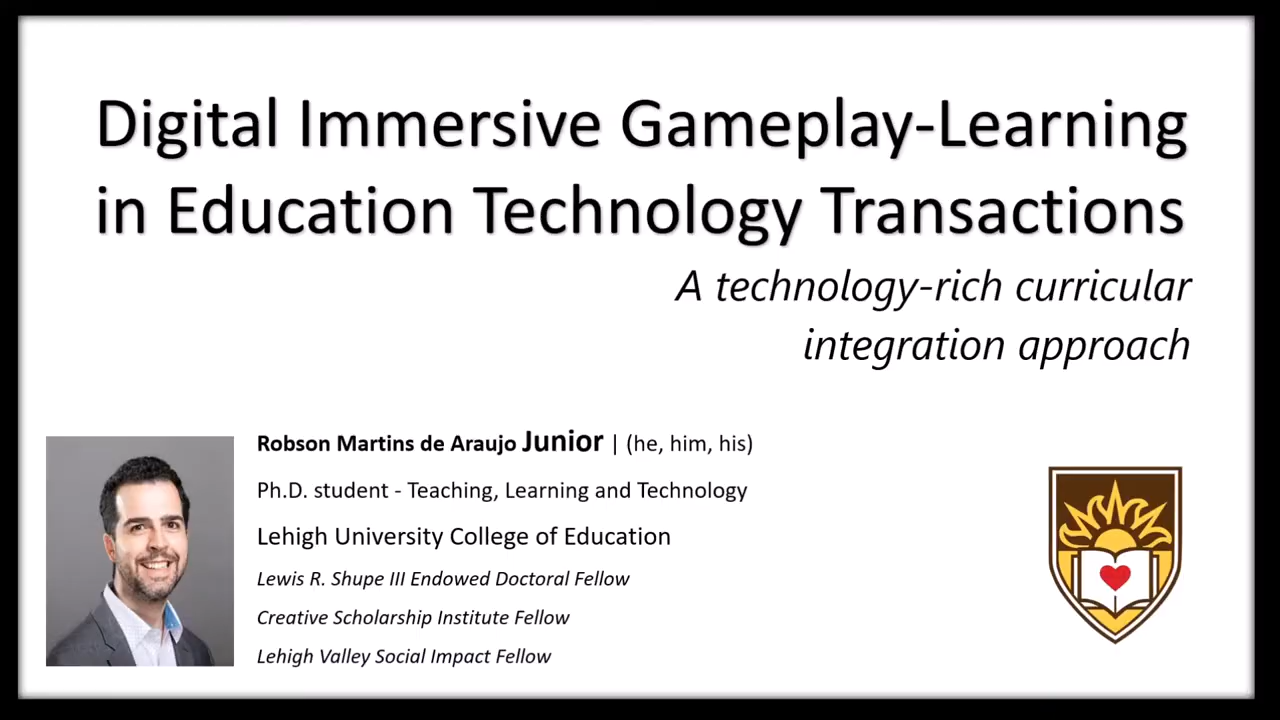 Digital Immersive Gameplay-Learning
in Education Technology Transactions
A technology-rich curricular
integration approach
Robson Martins de Araujo Junior | (he, him, his)
Ph.D. student - Teaching, Learning and Technology
Lehigh University College of Education
Lewis R. Shupe III Endowed Doctoral Fellow
Creative Scholarship Institute Fellow
Lehigh Valley Social Impact Fellow